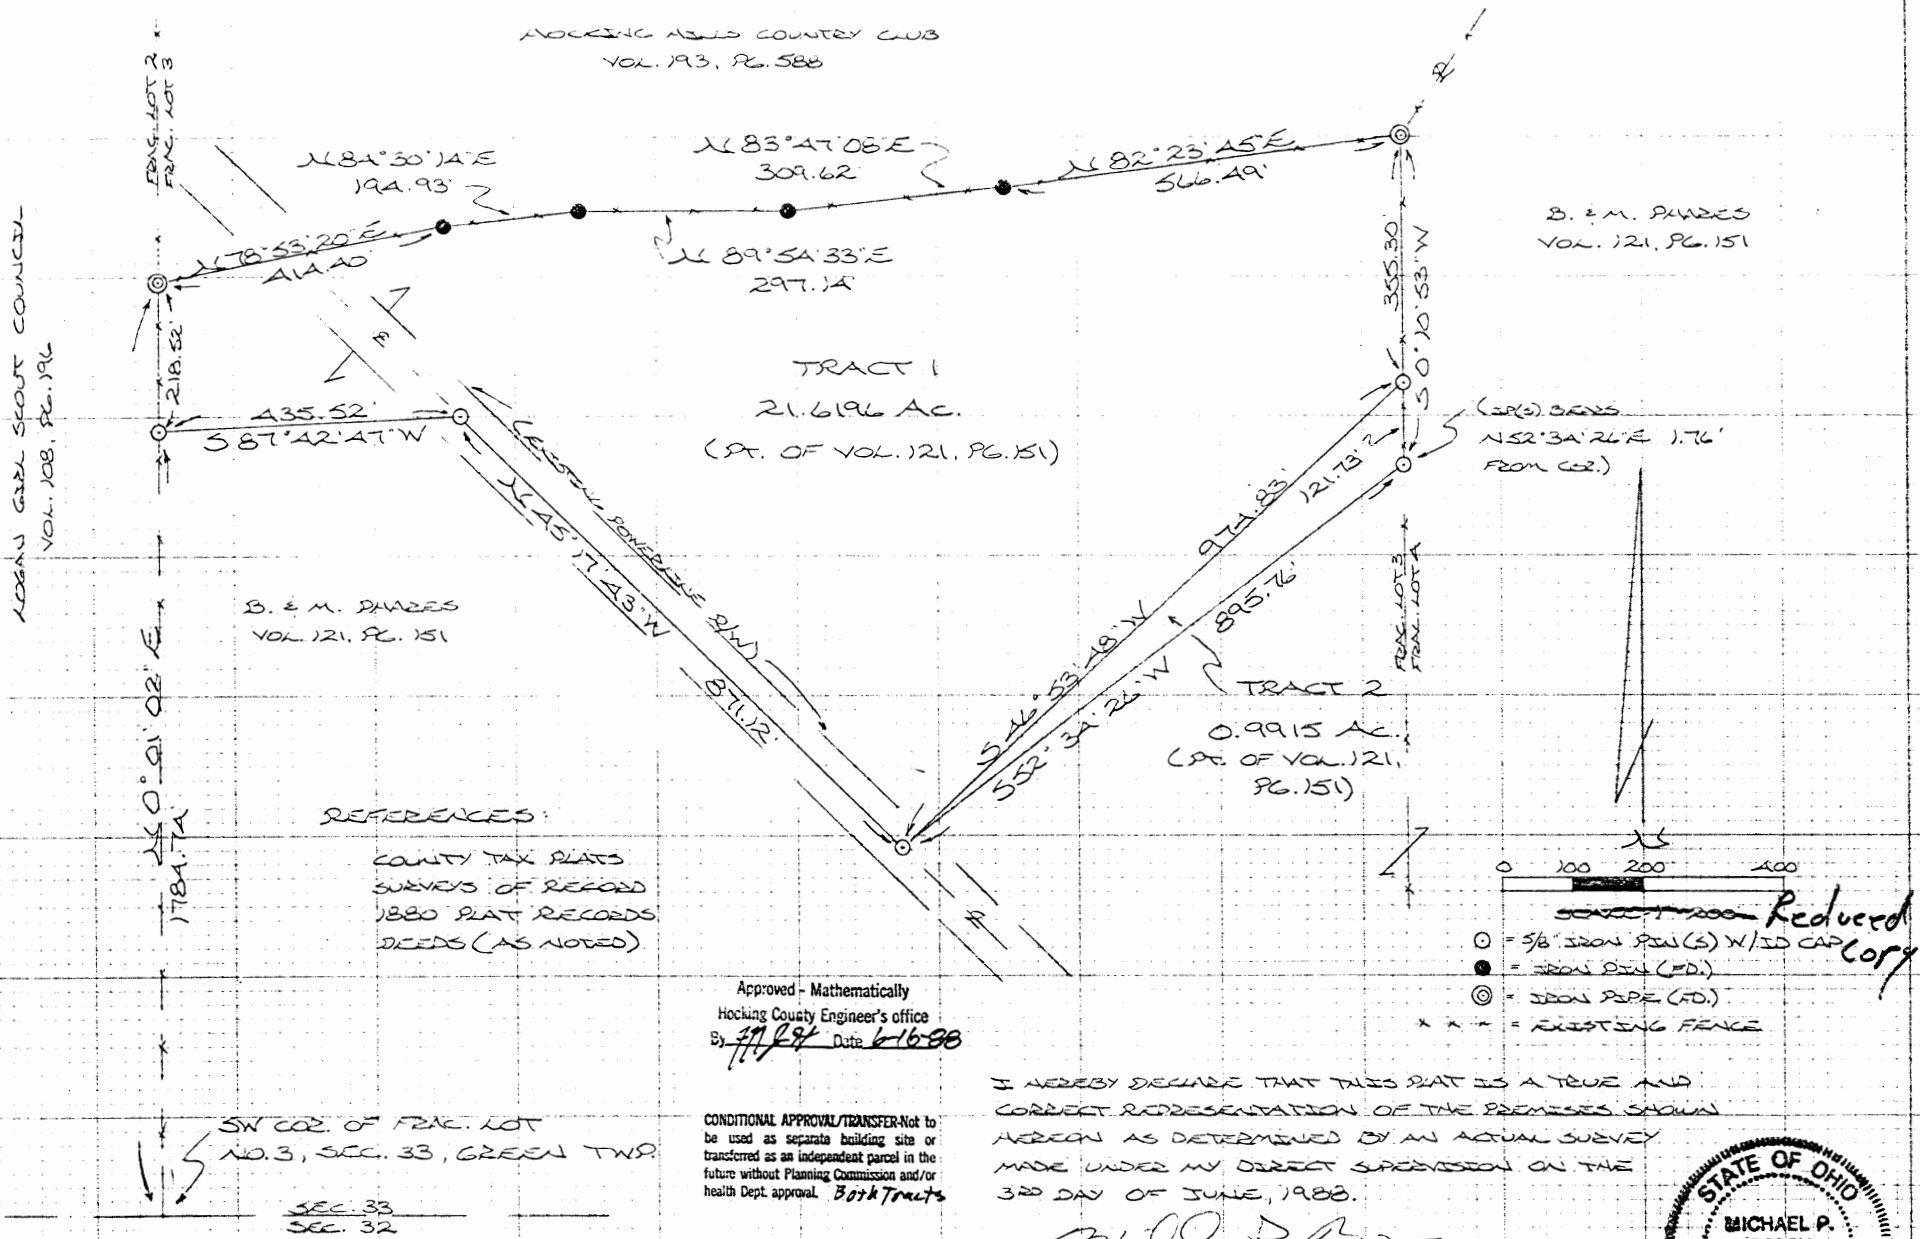 HOCKING HILLS COUNTRY CLUB
VOL. 193, PG. 588
FRAC. LOT 2
FRAC. LOT 3
N 84°30'14"E
194.93'
N 83°47'08"E
309.62'
N 82°23'45"E
566.49'
N 78°53'20"E
414.40'
N 89°54'33"E
297.14'
B. & M. PHARES
VOL. 121, PG. 151
LOGAN GIRL SCOUT COUNCIL
VOL. 108, PG. 196
218.52'
435.52'
S 87°42'47"W
TRACT 1
21.6196 AC.
(PT. OF VOL. 121, PG. 151)
355.30'
S 0°10'53"W
121.73'
(IP(S) BEARS
N52°34'26"E 1.76'
FROM COR.)
(EXISTING POWERLINE R/W)
N 45°17'43"W
871.12'
974.83'
S 46°53'48"W
895.76'
S 52°34'26"W
FRAC. LOT 3
FRAC. LOT 4
B. & M. PHARES
VOL. 121, PG. 151
TRACT 2
0.9915 AC.
(PT. OF VOL. 121,
PG. 151)
N 0°01'02"E
1784.74'
REFERENCES:
COUNTY TAX PLATS
SURVEYS OF RECORD
1880 PLAT RECORDS
DEEDS (AS NOTED)
N
0 100 200 400
SCALE: 1"=200' Reduced
Copy
= 5/8" IRON PIN(S) W/ID CAP
= IRON PIN (FD.)
= IRON PIPE (FD.)
x x x = EXISTING FENCE
Approved - Mathematically
Hocking County Engineer's office
By Date 6-16-88
CONDITIONAL APPROVAL/TRANSFER-Not to
be used as separate building site or
transferred as an independent parcel in the
future without Planning Commission and/or
health Dept. approval. Both Tracts
SW COR. OF FRAC. LOT
NO. 3, SEC. 33, GREEN TWP.
SEC. 33
SEC. 32
I HEREBY DECLARE THAT THIS PLAT IS A TRUE AND
CORRECT REPRESENTATION OF THE PREMISES SHOWN
HEREON AS DETERMINED BY AN ACTUAL SURVEY
MADE UNDER MY DIRECT SUPERVISION ON THE
3RD DAY OF JUNE, 1988.
STATE OF OHIO
MICHAEL P.